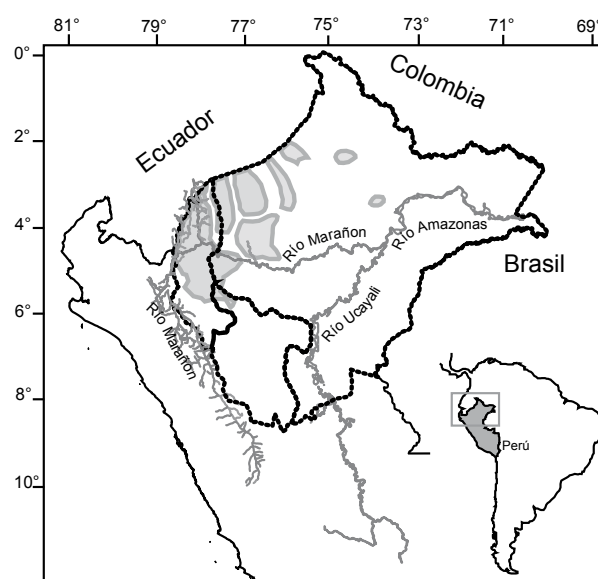 81° 79° 77° 75° 73° 71° 69°
0°
2°
4°
6°
8°
10°
Colombia
Ecuador
Río Marañon
Río Amazonas
Brasil
Río Marañón
Río Ucayali
Perú